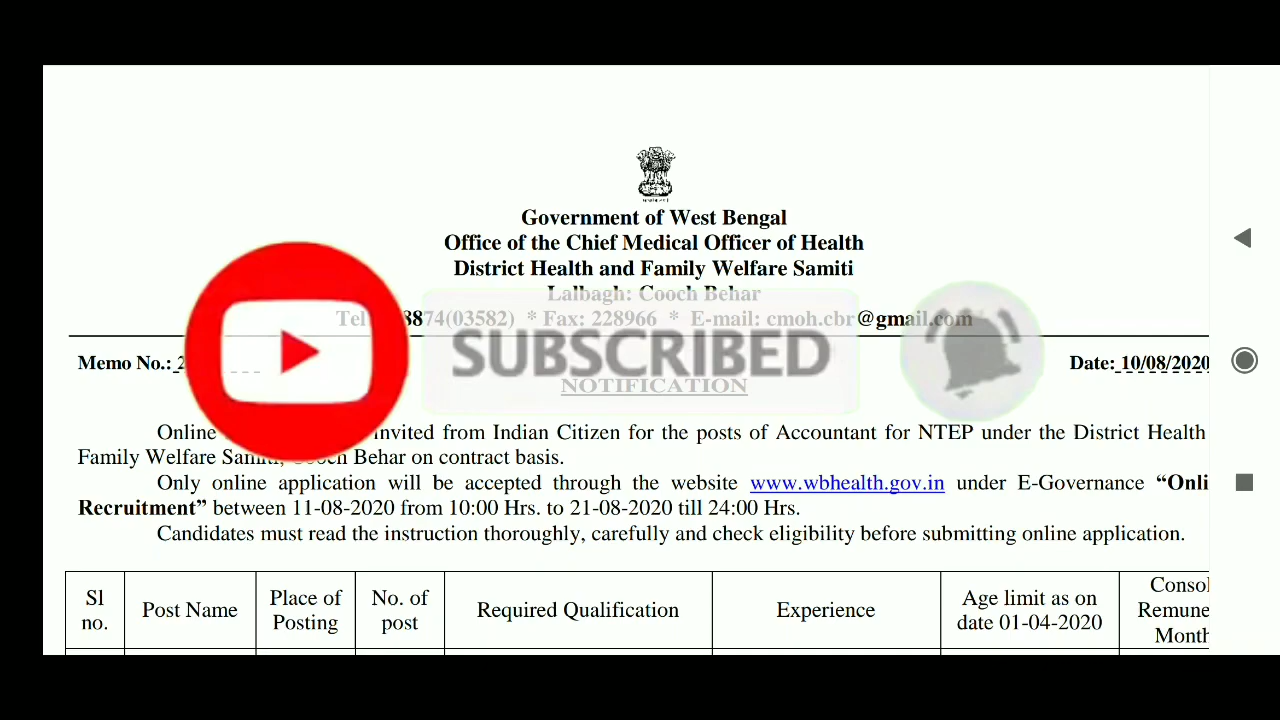 Government of West Bengal
Office of the Chief Medical Officer of Health
District Health and Family Welfare Samiti
Lalbagh: Cooch Behar
Tel 8874(03582) * Fax: 228966 * E-mail: cmoh.cbr@gmail.com
SUBSCRIBED
Memo No.: 2 Date: 10/08/2020
NOTIFICATION
Online invited from Indian Citizen for the posts of Accountant for NTEP under the District Health
Family Welfare Samiti, Cooch Behar on contract basis.
Only online application will be accepted through the website www.wbhealth.gov.in under E-Governance “Onli
Recruitment” between 11-08-2020 from 10:00 Hrs. to 21-08-2020 till 24:00 Hrs.
Candidates must read the instruction thoroughly, carefully and check eligibility before submitting online application.
Sl no.
Post Name
Place of Posting
No. of post
Required Qualification
Experience
Age limit as on date 01-04-2020
Consol
Remune
Month